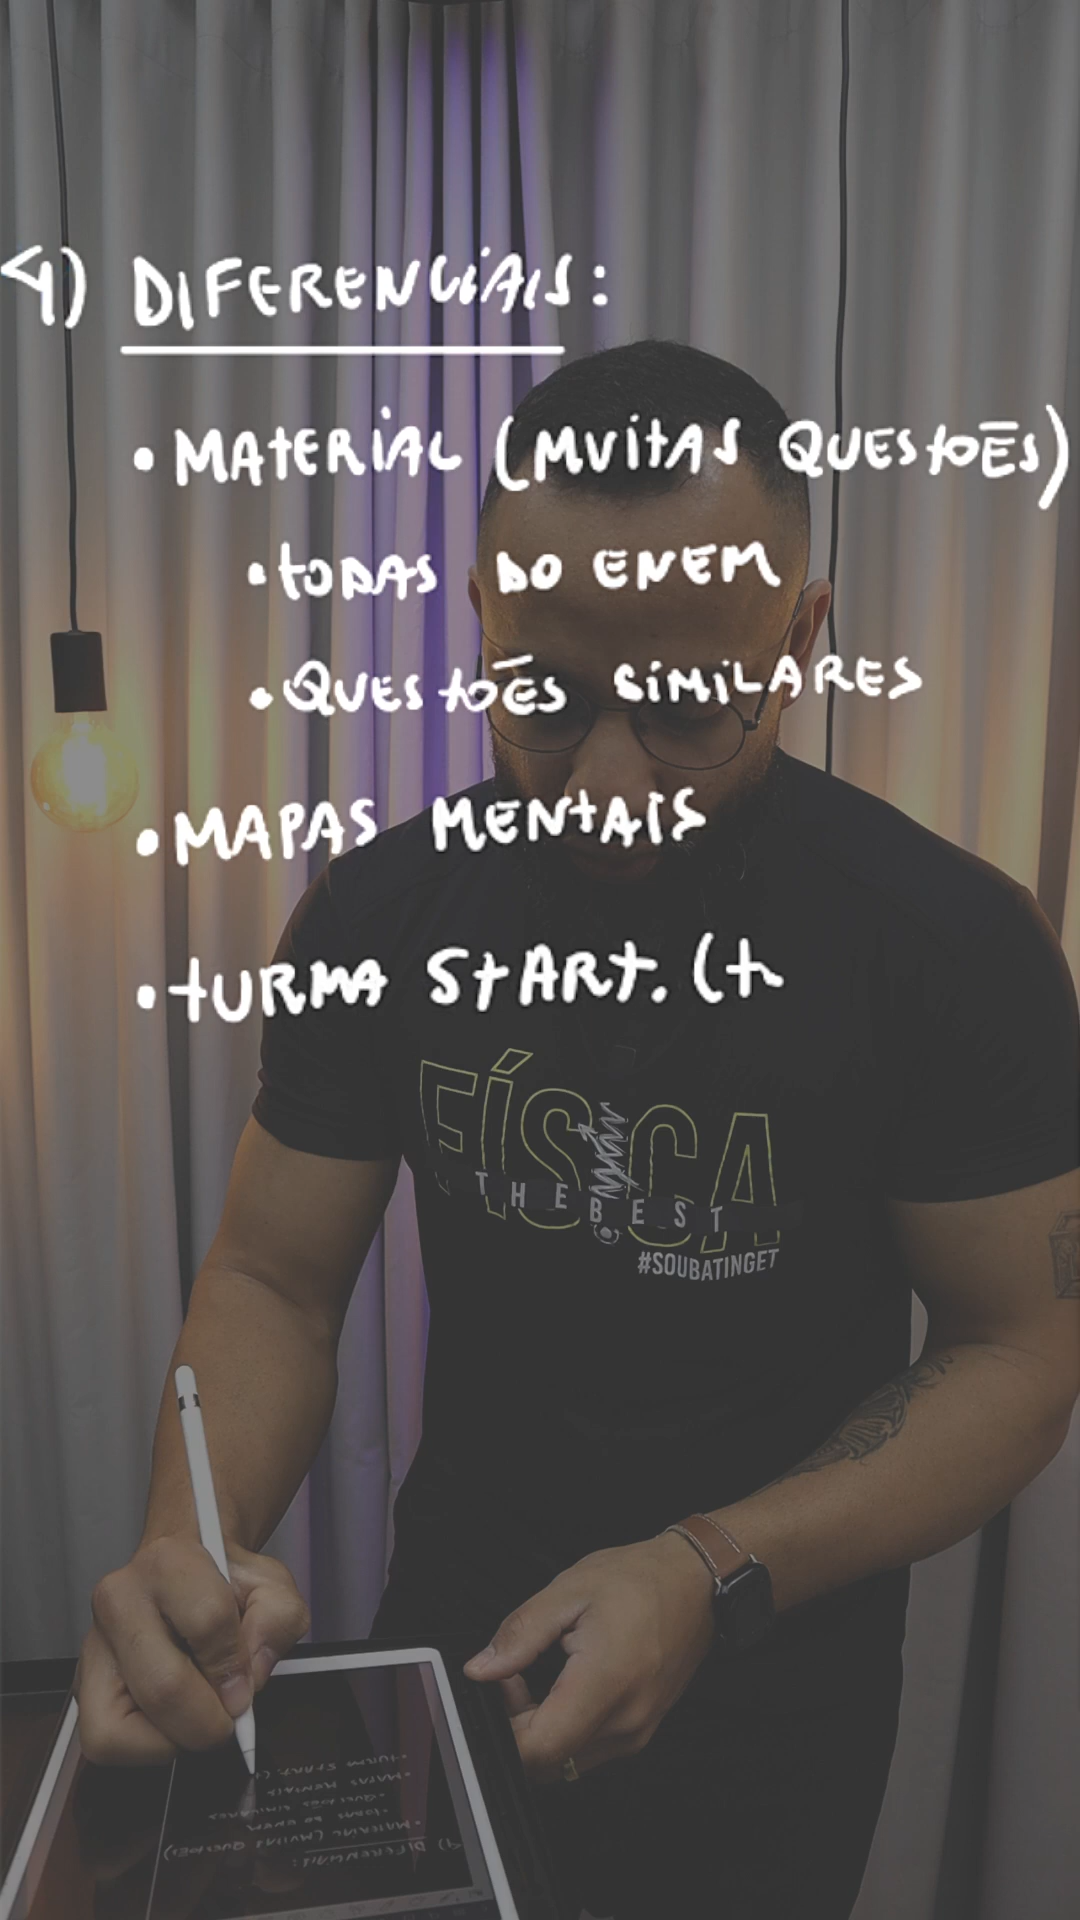 4) DIFERENCIAIS:
• MATERIAL (MUITAS QUESTÕES)
• TODAS DO ENEM
• QUESTÕES SIMILARES
• MAPAS MENTAIS
• TURMA START. (t
FÍSICA
THE BEST
#SOUBATINGET